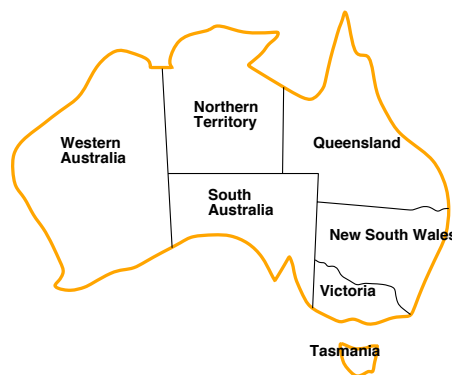 Northern
Territory
Western
Australia
Queensland
South
Australia
New South Wales
Victoria
Tasmania